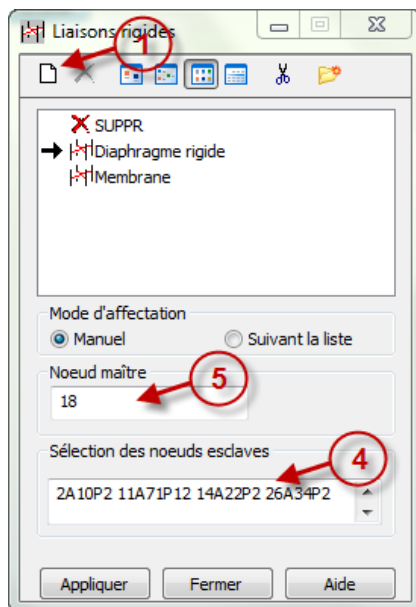 Liaisons rigides
1
SUPPR
Diaphragme rigide
Membrane
Mode d'affectation
Manuel
Suivant la liste
Noeud maître
18
5
Sélection des noeuds esclaves
4
2A10P2 11A71P12 14A22P2 26A34P2
Appliquer
Fermer
Aide